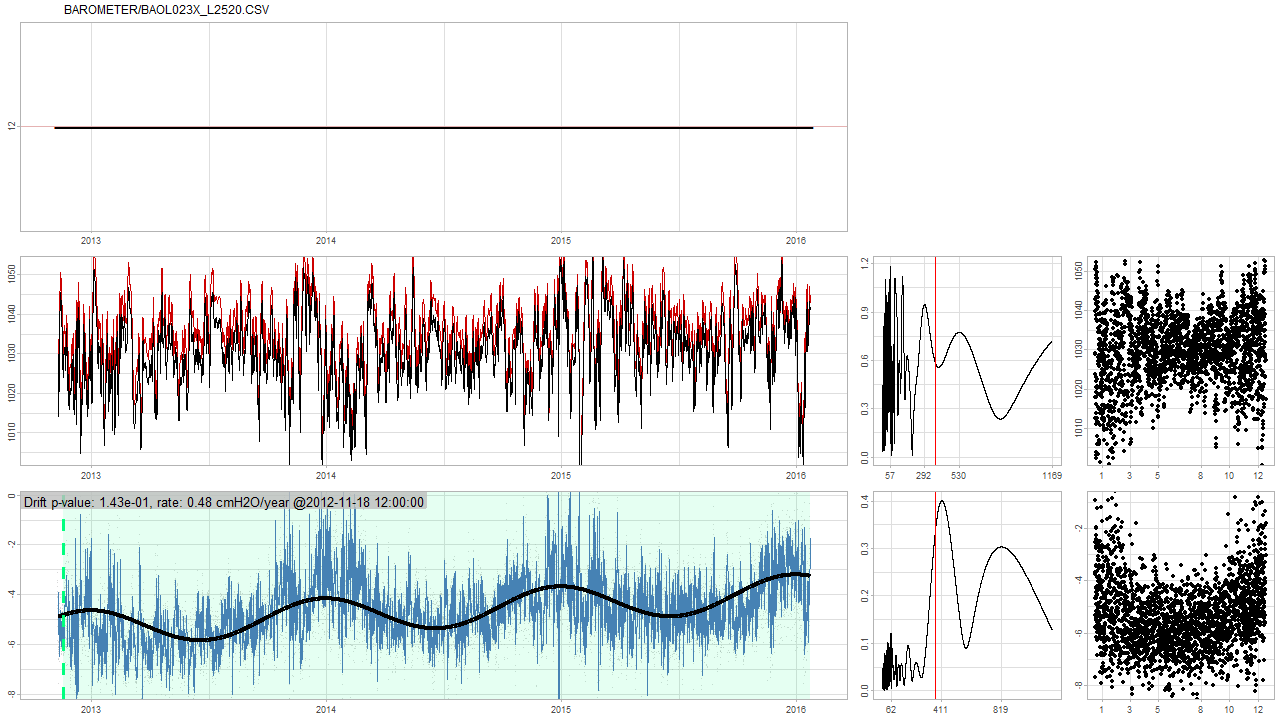 BAROMETER/BAOL023X_L2520.CSV
12
2013 2014 2015 2016
1050 1040 1030 1020 1010
2013 2014 2015 2016
1.2 0.9 0.6 0.3 0.0
57 292 530 1169
1050 1040 1030 1020 1010
1 3 5 8 10 12
Drift p-value: 1.43e-01, rate: 0.48 cmH2O/year @2012-11-18 12:00:00
0 -2 -4 -6 -8
2013 2014 2015 2016
0.4 0.3 0.2 0.1 0.0
62 411 819
-2 -4 -6 -8
1 3 5 8 10 12